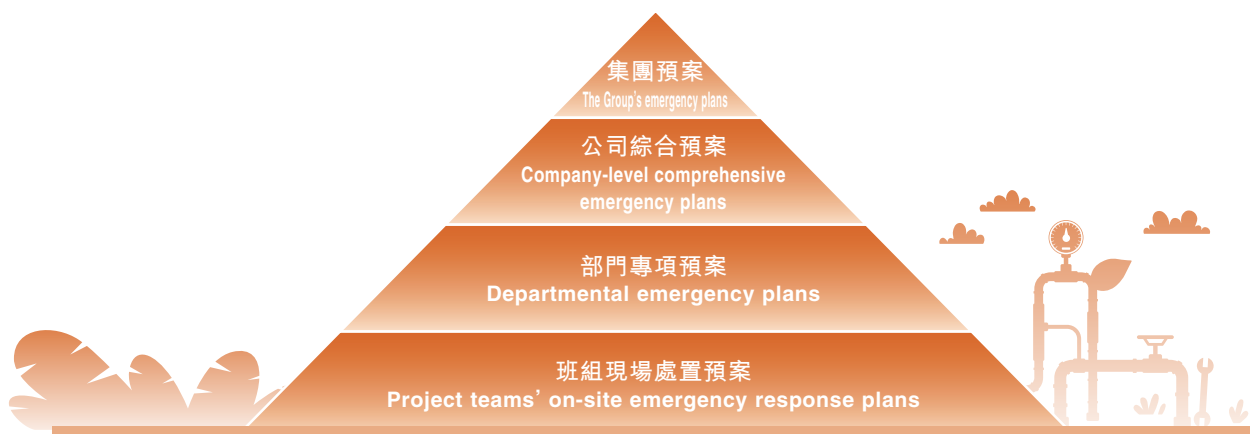 集團預案
The Group's emergency plans
公司綜合預案
Company-level comprehensive
emergency plans
部門專項預案
Departmental emergency plans
班組現場處置預案
Project teams' on-site emergency response plans